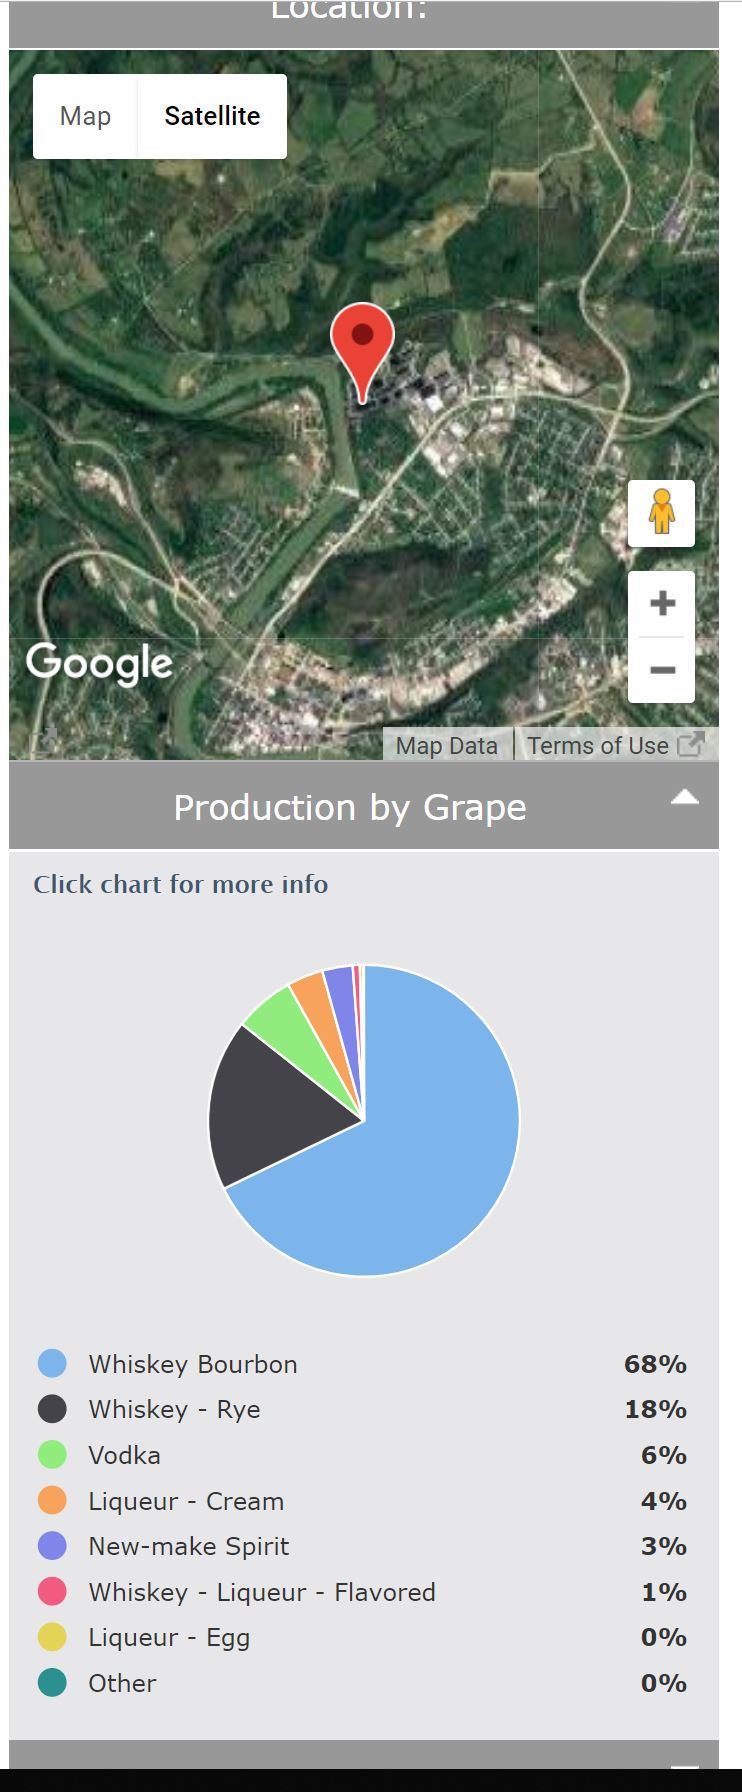 Location:
Map Satellite
Google
Map Data Terms of Use
Production by Grape
Click chart for more info
Whiskey Bourbon 68%
Whiskey - Rye 18%
Vodka 6%
Liqueur - Cream 4%
New-make Spirit 3%
Whiskey - Liqueur - Flavored 1%
Liqueur - Egg 0%
Other 0%